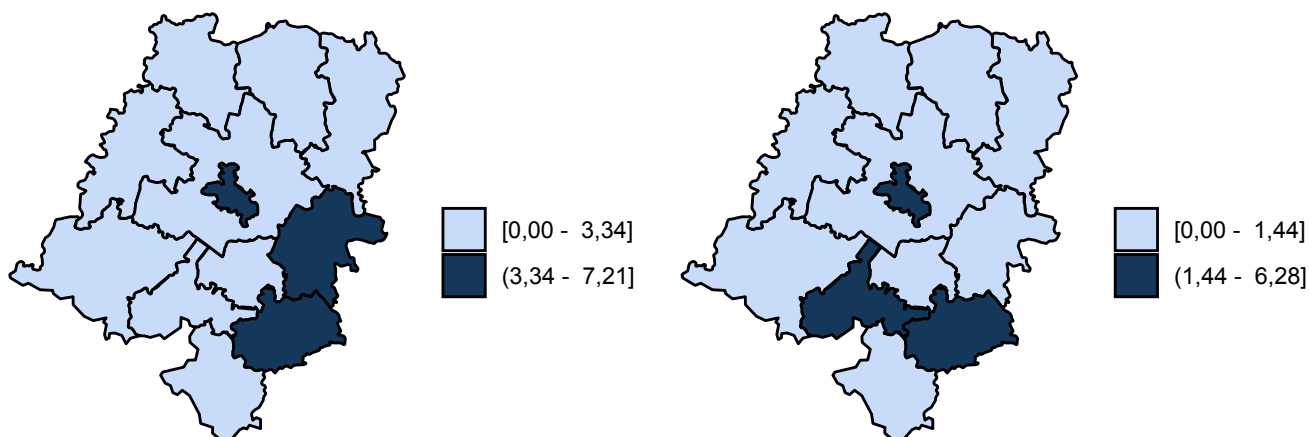 [0,00 - 3,34]
(3,34 - 7,21]
[0,00 - 1,44]
(1,44 - 6,28]